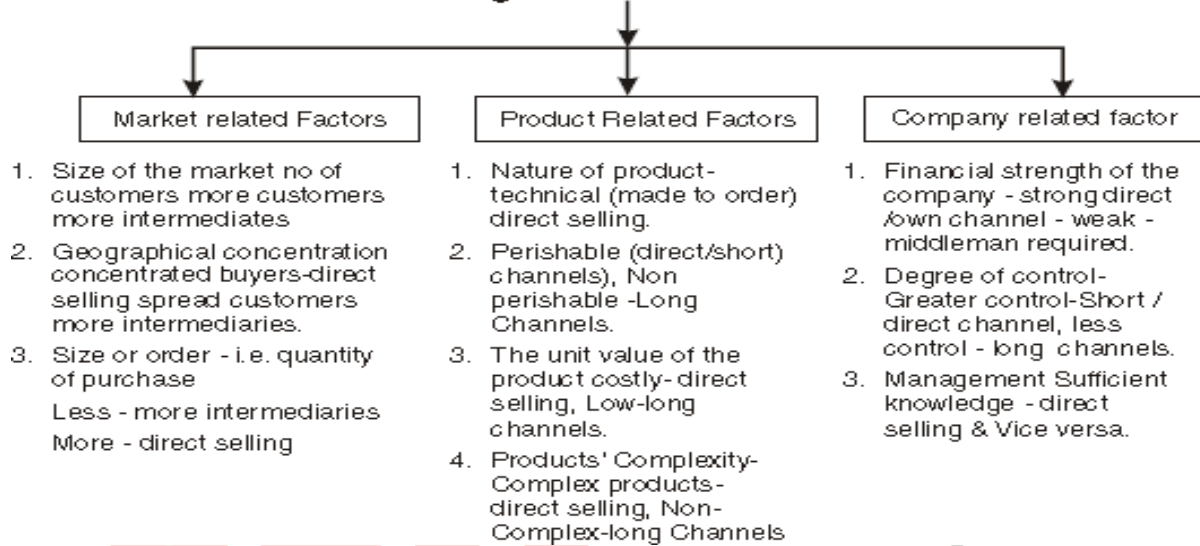 Market related Factors
1. Size of the market no of
customers more customers
more intermediates
2. Geographical concentration
concentrated buyers-direct
selling spread customers
more intermediaries.
3. Size or order - i.e. quantity
of purchase
Less - more intermediaries
More - direct selling
Product Related Factors
1. Nature of product-
technical (made to order)
direct selling.
2. Perishable (direct/short)
channels), Non
perishable -Long
Channels.
3. The unit value of the
product costly- direct
selling, Low-long
channels.
4. Products' Complexity-
Complex products-
direct selling, Non-
Complex-long Channels
Company related factor
1. Financial strength of the
company - strong direct
/own channel - weak -
middleman required.
2. Degree of control-
Greater control-Short /
direct channel, less
control - long channels.
3. Management Sufficient
knowledge - direct
selling & Vice versa.